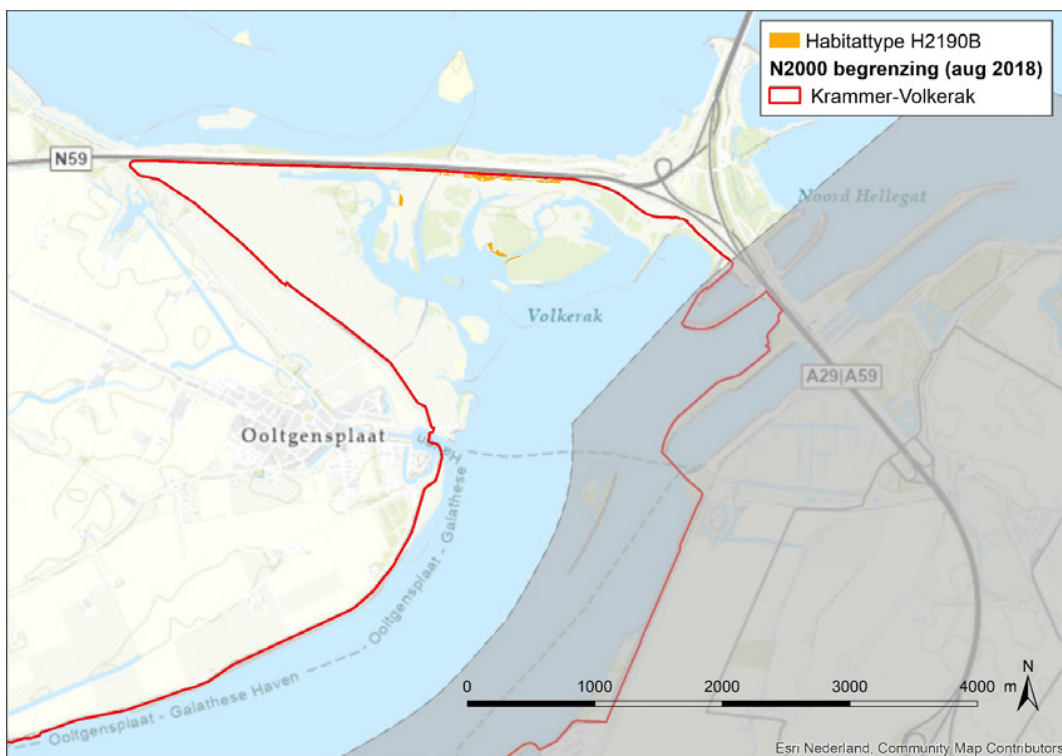 Habitattype H2190B
N2000 begrenzing (aug 2018)
Krammer-Volkerak
N59
Noord Hellegat
Volkerak
A29|A59
Ooltgensplaat
Haven
Ooltgensplaat - Galathese
Ooltgensplaat - Galathese Haven
0 1000 2000 3000 4000 m
N
Esri Nederland, Community Map Contributors